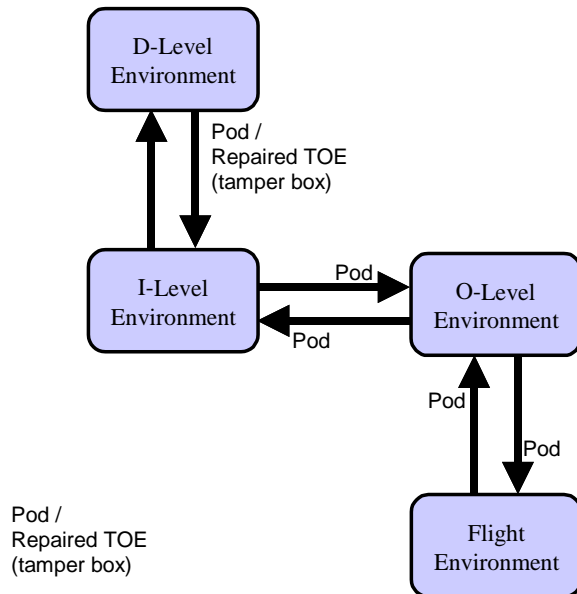 D-Level
Environment
Pod /
Repaired TOE
(tamper box)
I-Level
Environment
Pod
Pod
O-Level
Environment
Pod
Pod
Pod /
Repaired TOE
(tamper box)
Flight
Environment